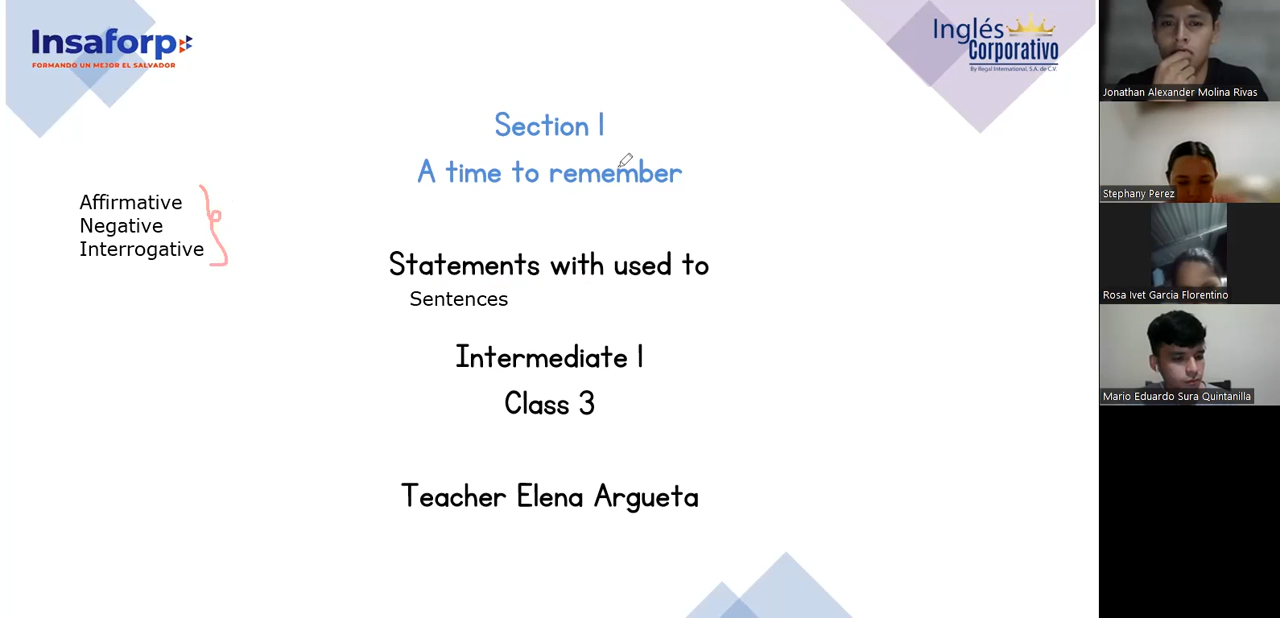 Insaforp
FORMANDO UN MEJOR EL SALVADOR
Inglés
Corporativo
By Regal International, S.A. de C.V.
Section 1
A time to remember
Affirmative
Negative
Interrogative
Statements with used to
Sentences
Intermediate 1
Class 3
Teacher Elena Argueta
Jonathan Alexander Molina Rivas
Stephany Perez
Rosa Ivet Garcia Florentino
Mario Eduardo Sura Quintanilla